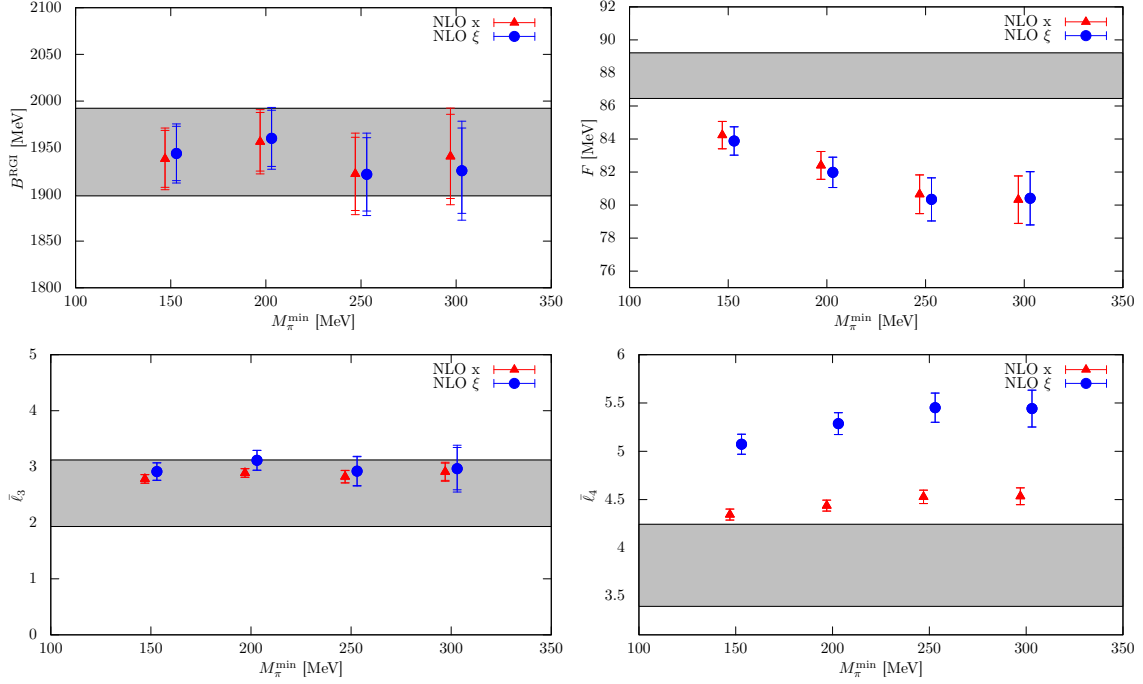 2100
2050
2000
1950
1900
1850
1800
B^RGI [MeV]
NLO x
NLO ξ
100 150 200 250 300 350
M_π^min [MeV]
92
90
88
86
84
82
80
78
76
F [MeV]
NLO x
NLO ξ
100 150 200 250 300 350
M_π^min [MeV]
5
4
3
2
1
0
ℓ̄_3
NLO x
NLO ξ
100 150 200 250 300 350
M_π^min [MeV]
6
5.5
5
4.5
4
3.5
ℓ̄_4
NLO x
NLO ξ
100 150 200 250 300 350
M_π^min [MeV]